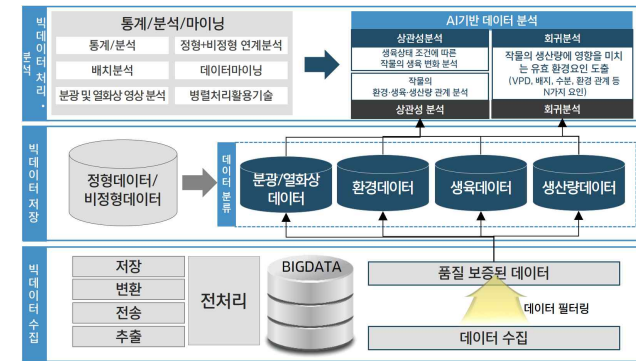 빅데이터 처리·분석
통계/분석/마이닝
통계/분석
정형+비정형 연계분석
배치분석
데이터마이닝
분광 및 열화상 영상 분석
병렬처리활용기술
AI기반 데이터 분석
상관성분석
생육상태 조건에 따른
작물의 생육 변화 분석
작물의
환경·생육·생산량 관계 분석
상관성 분석
회귀분석
작물의 생산량에 영향을 미치
는 유효 환경요인 도출
(VPD, 배지, 수분, 환경 관계 등
N가지 요인)
회귀분석
빅데이터 저장
정형데이터/
비정형데이터
데이터 분류
분광/열화상
데이터
환경데이터
생육데이터
생산량데이터
빅데이터 수집
저장
변환
전송
추출
전처리
BIGDATA
품질 보증된 데이터
데이터 필터링
데이터 수집